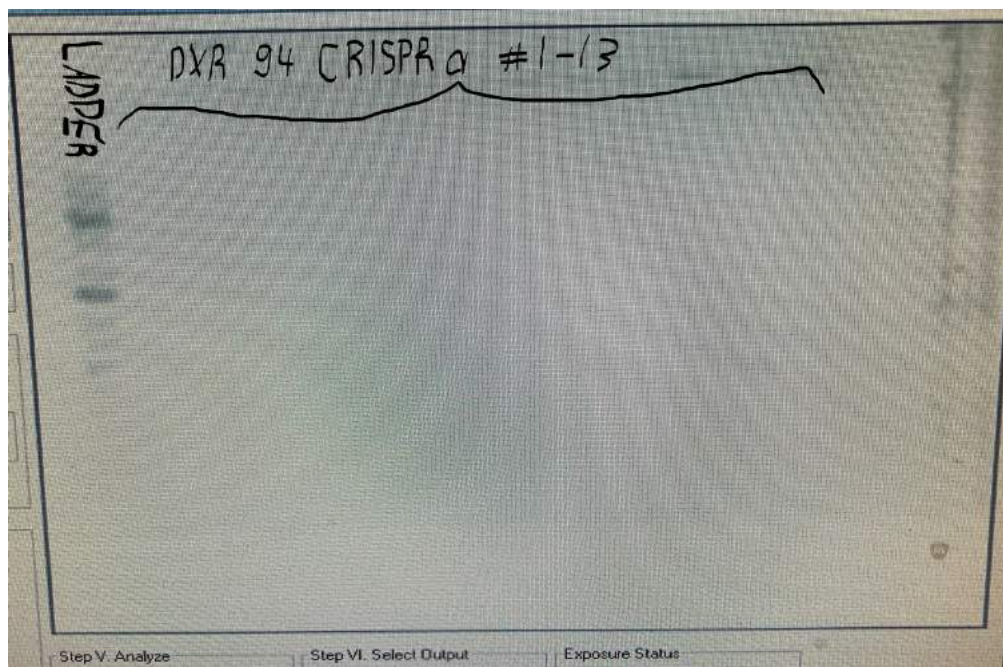 LADDER
DXR 94 CRISPR a #1-13
Step V. Analyze
Step VI. Select Output
Exposure Status